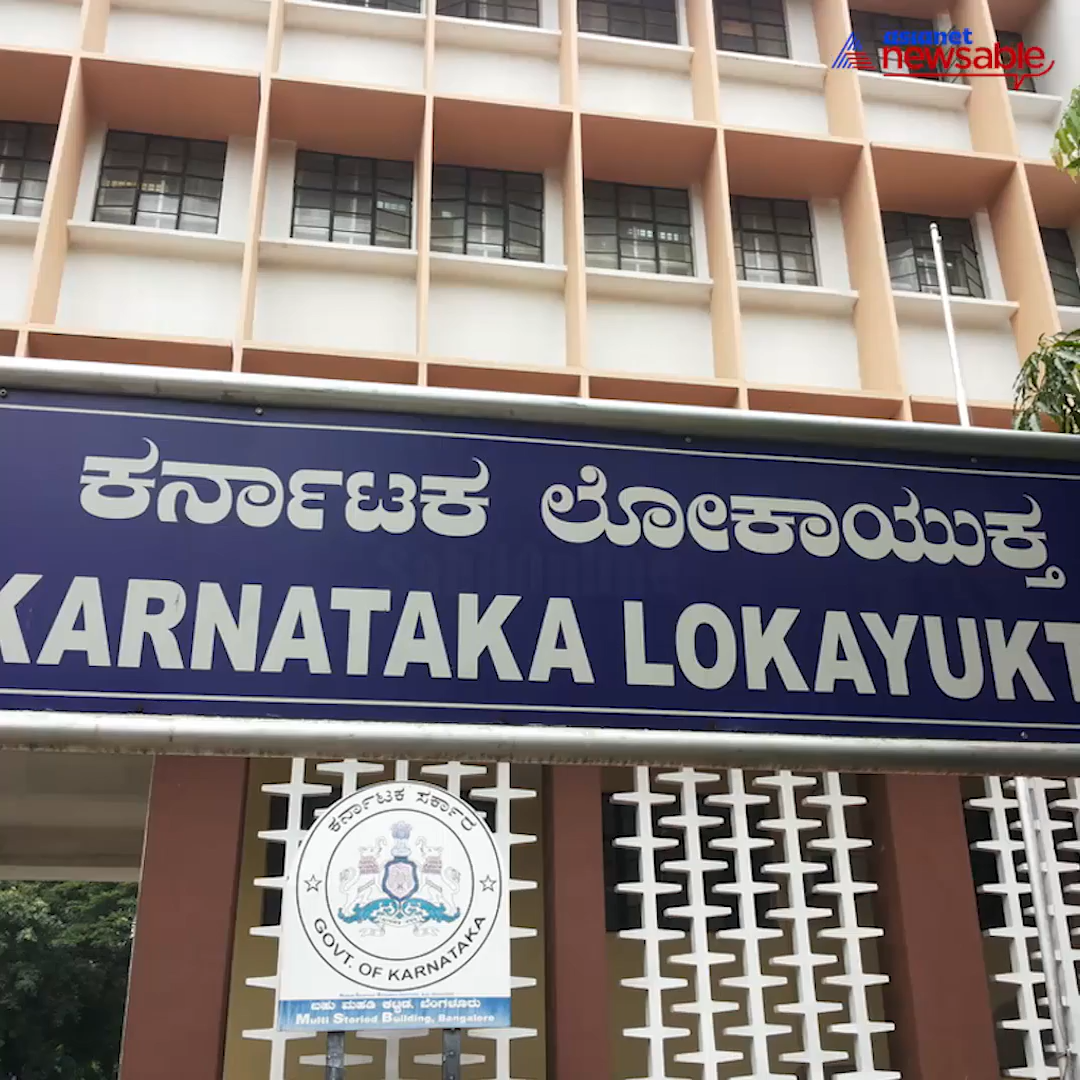 asianet
newsable
ಕರ್ನಾಟಕ ಲೋಕಾಯುಕ್ತ
KARNATAKA LOKAYUKT
ಕರ್ನಾಟಕ ಸರ್ಕಾರ
GOVT. OF KARNATAKA
ಬಹು ಮಹಡಿ ಕಟ್ಟಡ, ಬೆಂಗಳೂರು
Multi Storied Building, Bangalore